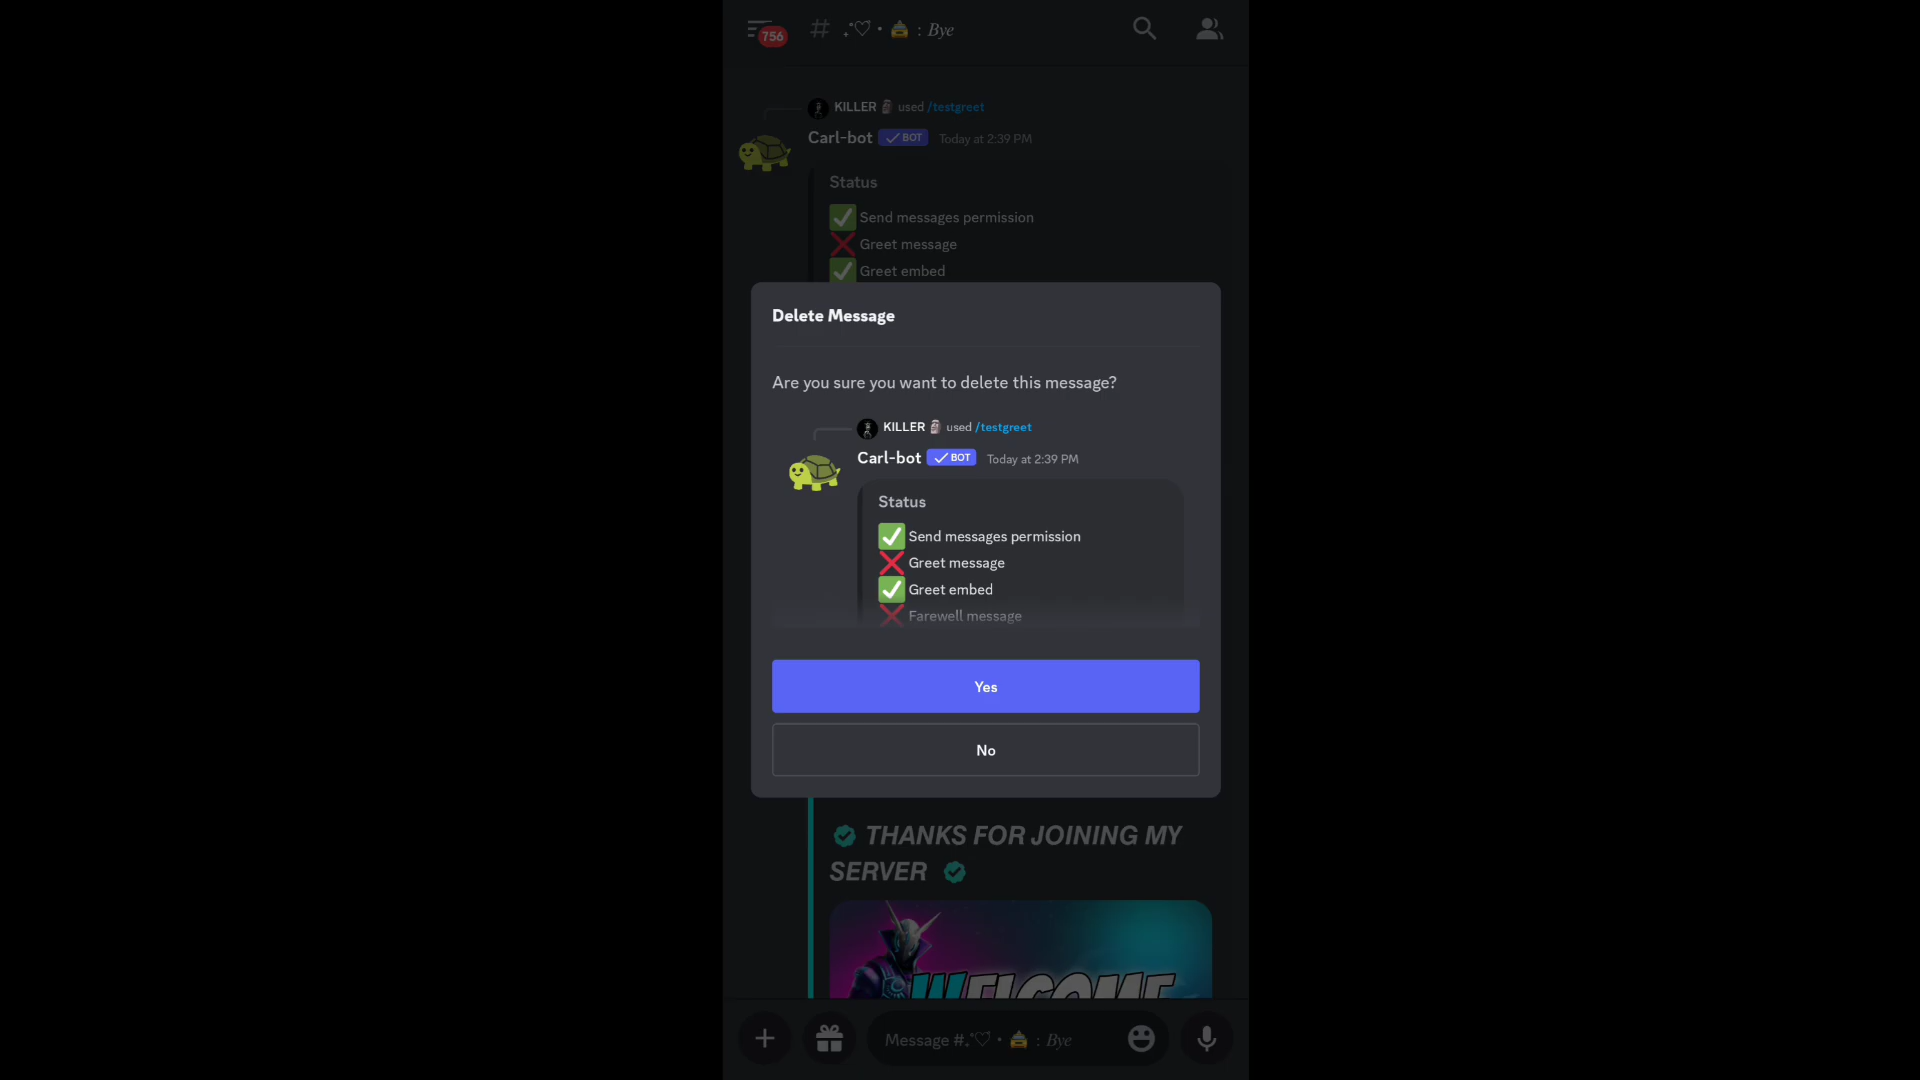 756
# ₊˚♡ • 🚖 : Bye
KILLER 🗿 used /testgreet
Carl-bot ✓ BOT Today at 2:39 PM
Status
✅ Send messages permission
❌ Greet message
✅ Greet embed
Delete Message
Are you sure you want to delete this message?
KILLER 🗿 used /testgreet
Carl-bot ✓ BOT Today at 2:39 PM
Status
✅ Send messages permission
❌ Greet message
✅ Greet embed
❌ Farewell message
Yes
No
THANKS FOR JOINING MY
SERVER
WELCOME
Message #₊˚♡ • 🚖 : Bye